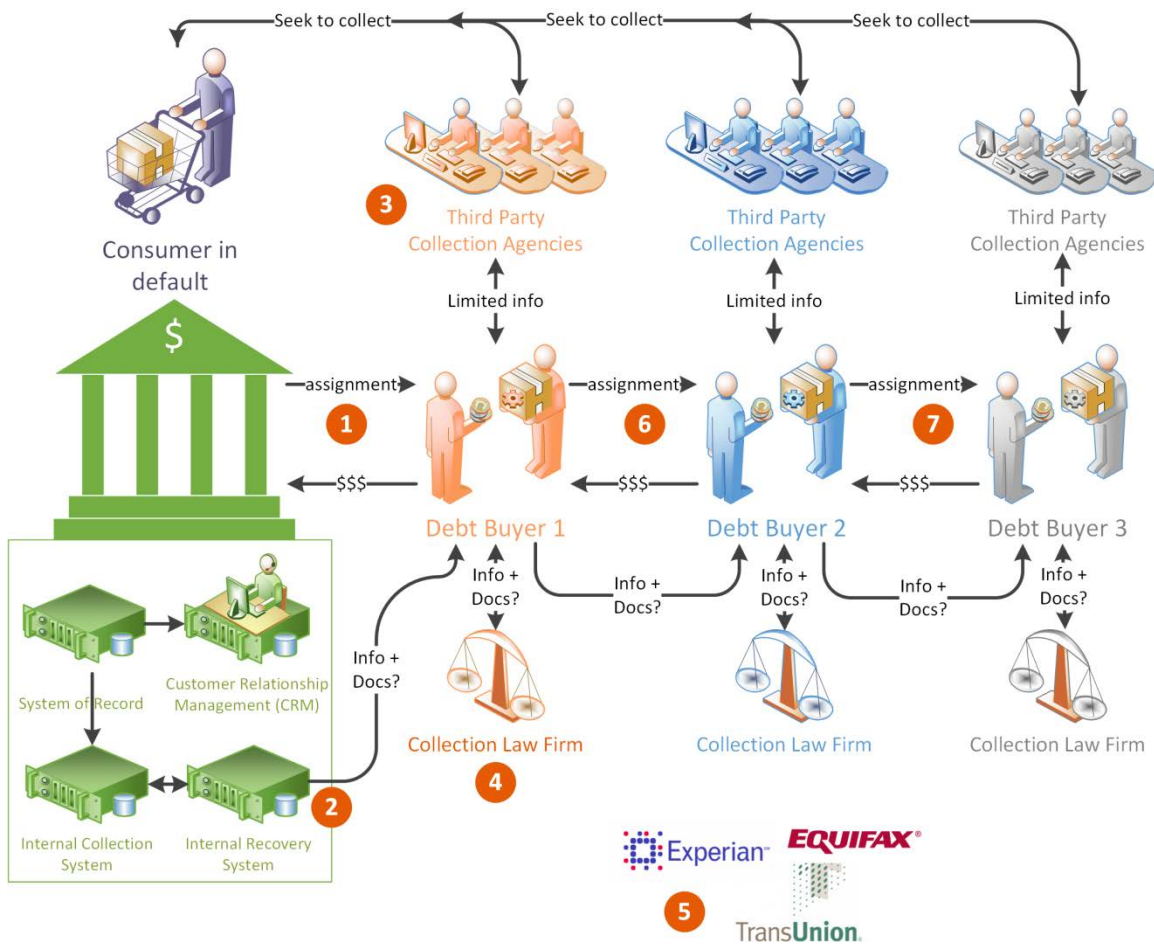 Seek to collect
Seek to collect
Seek to collect
3
Third Party
Collection Agencies
Third Party
Collection Agencies
Third Party
Collection Agencies
Consumer in
default
Limited info
Limited info
Limited info
$
assignment
assignment
assignment
1
6
7
$$$
$$$
$$$
Debt Buyer 1
Debt Buyer 2
Debt Buyer 3
Info +
Docs?
Info +
Docs?
Info +
Docs?
Info +
Docs?
Info +
Docs?
Info +
Docs?
System of Record
Customer Relationship
Management (CRM)
Collection Law Firm
Collection Law Firm
Collection Law Firm
4
2
Internal Collection
System
Internal Recovery
System
Experian
EQUIFAX®
5
TransUnion.